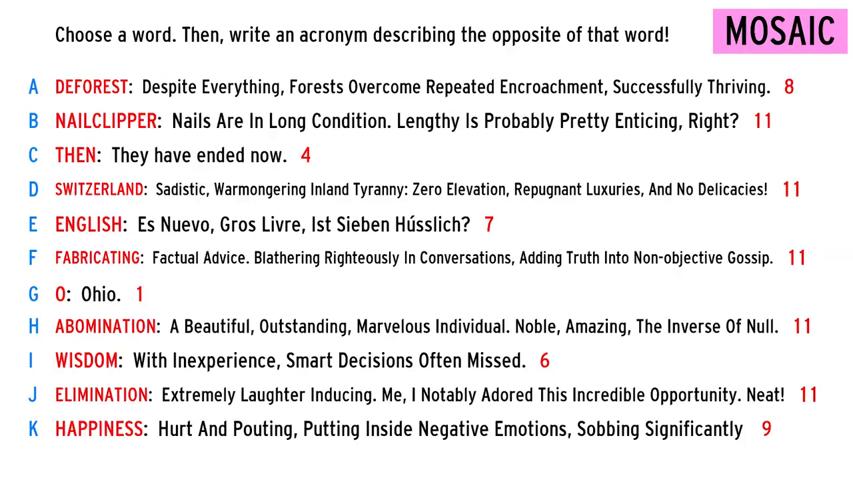 Choose a word. Then, write an acronym describing the opposite of that word! MOSAIC
A DEFOREST: Despite Everything, Forests Overcome Repeated Encroachment, Successfully Thriving. 8
B NAILCLIPPER: Nails Are In Long Condition. Lengthy Is Probably Pretty Enticing, Right? 11
C THEN: They have ended now. 4
D SWITZERLAND: Sadistic, Warmongering Inland Tyranny: Zero Elevation, Repugnant Luxuries, And No Delicacies! 11
E ENGLISH: Es Nuevo, Gros Livre, Ist Sieben Hússlich? 7
F FABRICATING: Factual Advice. Blathering Righteously In Conversations, Adding Truth Into Non-objective Gossip. 11
G O: Ohio. 1
H ABOMINATION: A Beautiful, Outstanding, Marvelous Individual. Noble, Amazing, The Inverse Of Null. 11
I WISDOM: With Inexperience, Smart Decisions Often Missed. 6
J ELIMINATION: Extremely Laughter Inducing. Me, I Notably Adored This Incredible Opportunity. Neat! 11
K HAPPINESS: Hurt And Pouting, Putting Inside Negative Emotions, Sobbing Significantly 9